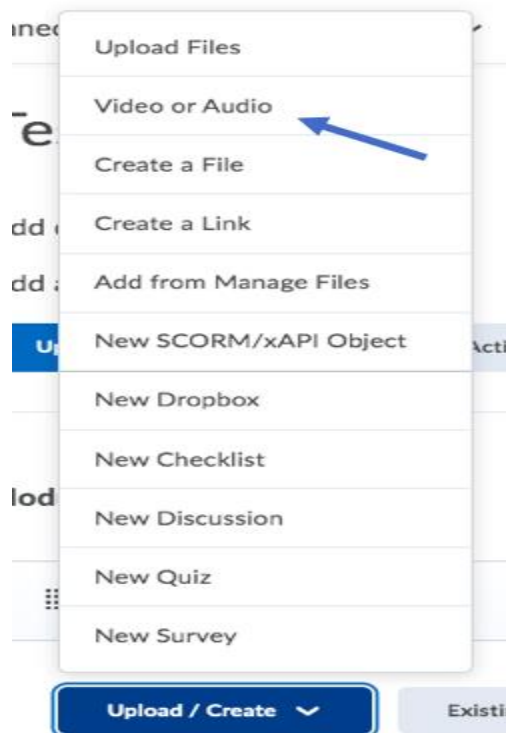 Upload Files
Video or Audio
Create a File
Create a Link
Add from Manage Files
New SCORM/xAPI Object
New Dropbox
New Checklist
New Discussion
New Quiz
New Survey
Upload / Create